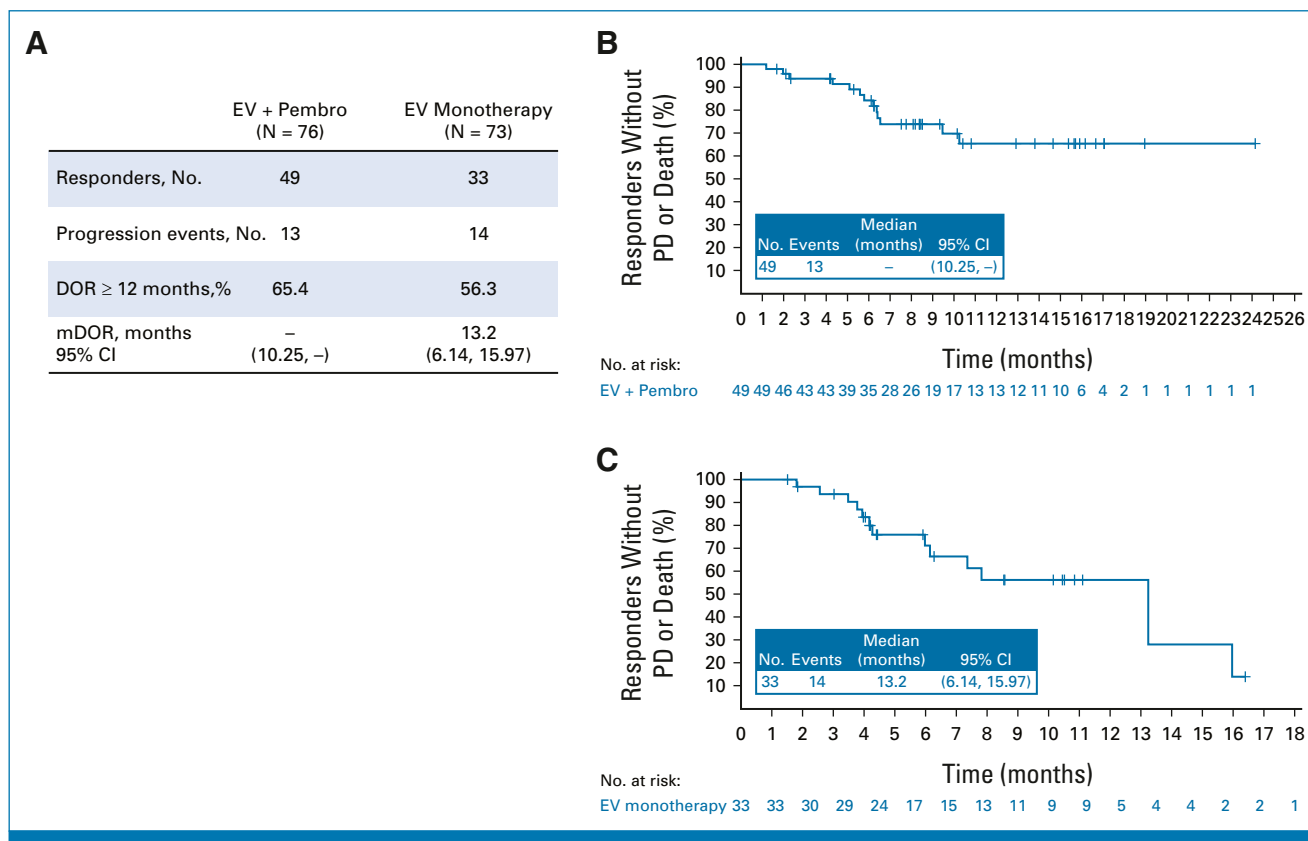 A
EV + Pembro EV Monotherapy
(N = 76) (N = 73)
Responders, No. 49 33
Progression events, No. 13 14
DOR ≥ 12 months,% 65.4 56.3
mDOR, months – 13.2
95% CI (10.25, –) (6.14, 15.97)
B
Responders Without
PD or Death (%)
100
90
80
70
60
50
40
30
20
10
Median
No. Events (months) 95% CI
49 13 – (10.25, –)
0 1 2 3 4 5 6 7 8 9 10 11 12 13 14 15 16 17 18 19 20 21 22 23 24 25 26
Time (months)
No. at risk:
EV + Pembro 49 49 46 43 43 39 35 28 26 19 17 13 13 12 11 10 6 4 2 1 1 1 1 1 1
C
Responders Without
PD or Death (%)
100
90
80
70
60
50
40
30
20
10
Median
No. Events (months) 95% CI
33 14 13.2 (6.14, 15.97)
0 1 2 3 4 5 6 7 8 9 10 11 12 13 14 15 16 17 18
Time (months)
No. at risk:
EV monotherapy 33 33 30 29 24 17 15 13 11 9 9 5 4 4 2 2 1